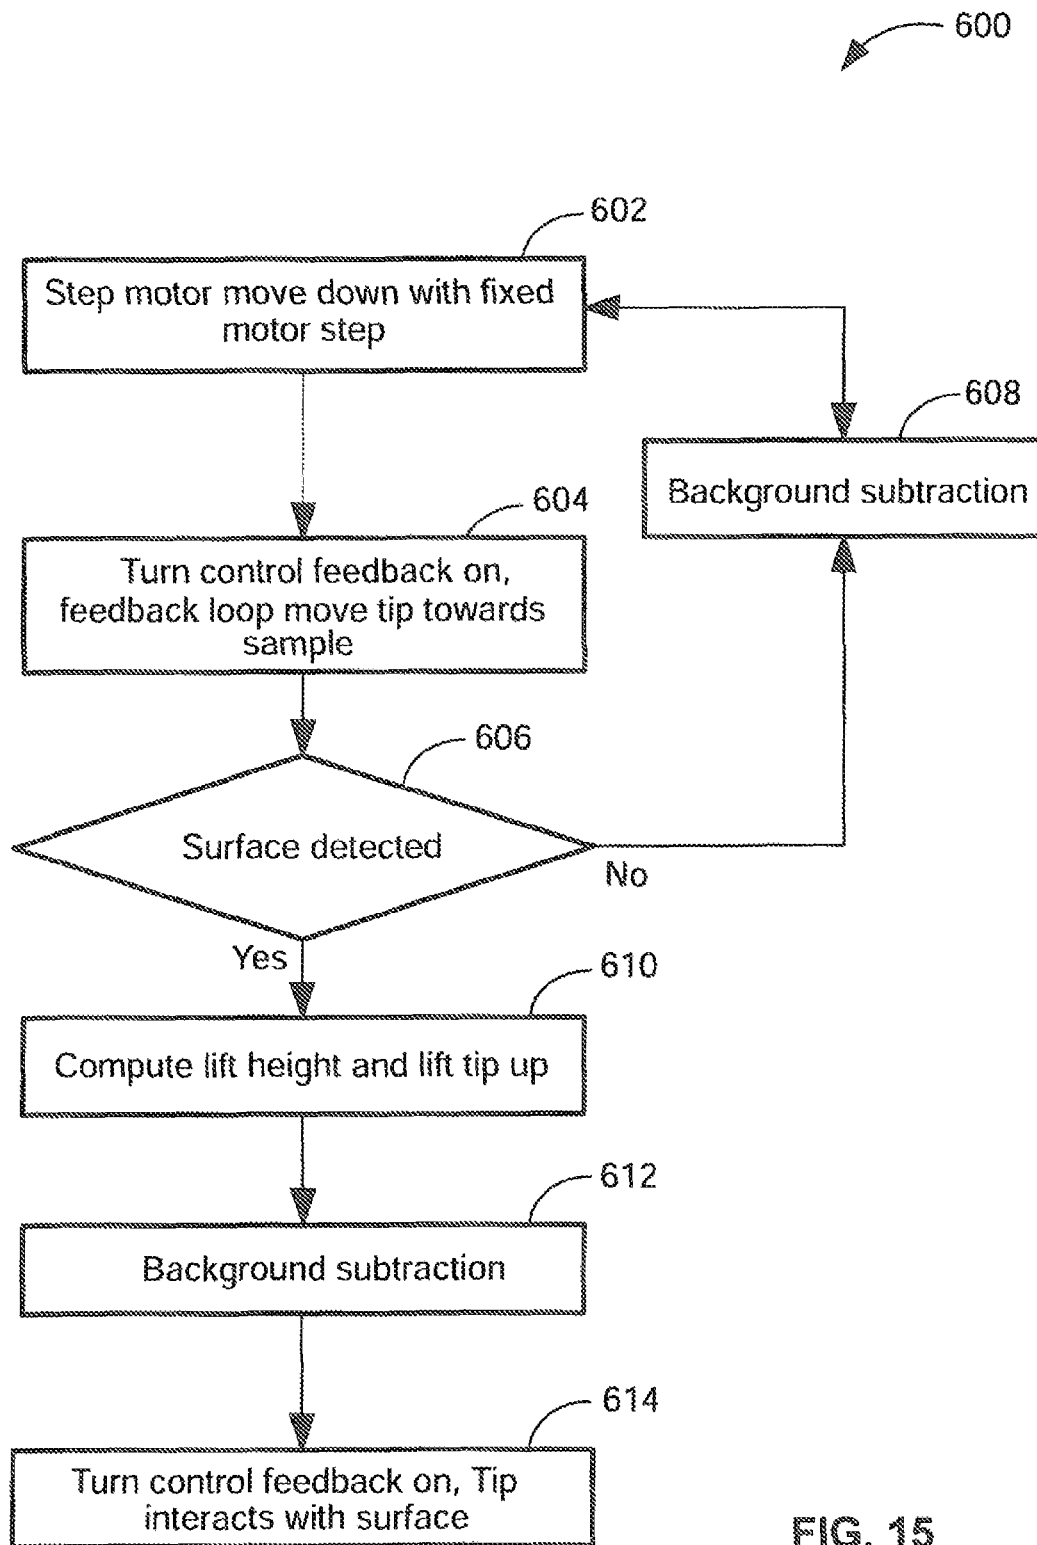 600
602
Step motor move down with fixed
motor step
608
Background subtraction
604
Turn control feedback on,
feedback loop move tip towards
sample
606
Surface detected
No
Yes
610
Compute lift height and lift tip up
612
Background subtraction
614
Turn control feedback on, Tip
interacts with surface
FIG. 15